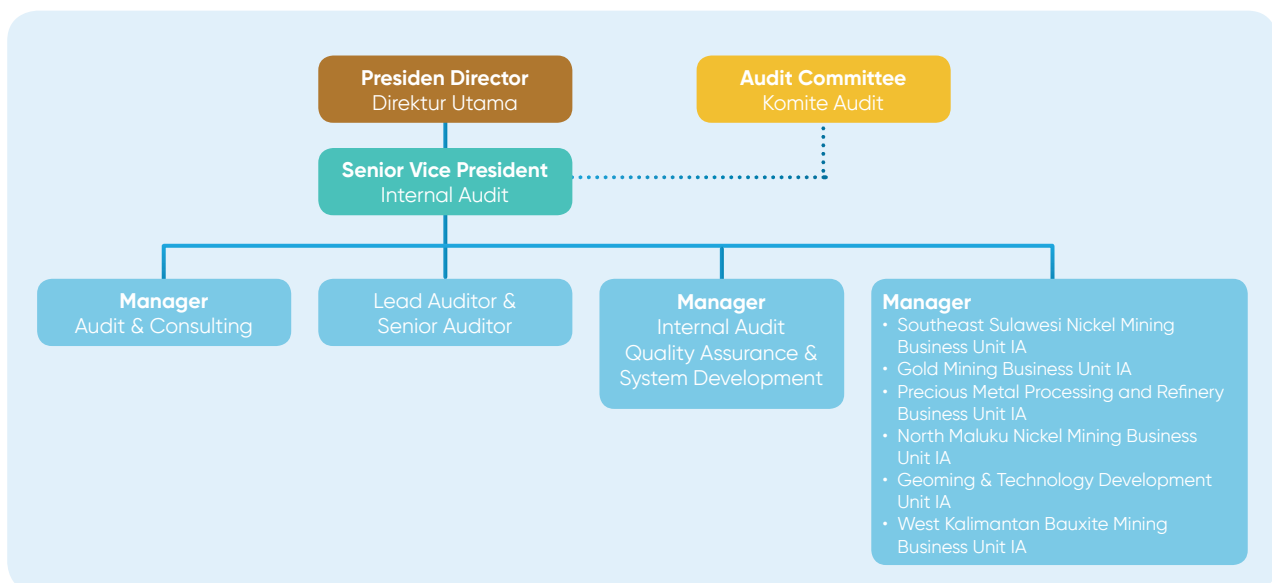 Presiden Director
Direktur Utama
Audit Committee
Komite Audit
Senior Vice President
Internal Audit
Manager
Audit & Consulting
Lead Auditor &
Senior Auditor
Manager
Internal Audit
Quality Assurance &
System Development
Manager
• Southeast Sulawesi Nickel Mining
Business Unit IA
• Gold Mining Business Unit IA
• Precious Metal Processing and Refinery
Business Unit IA
• North Maluku Nickel Mining Business
Unit IA
• Geoming & Technology Development
Unit IA
• West Kalimantan Bauxite Mining
Business Unit IA